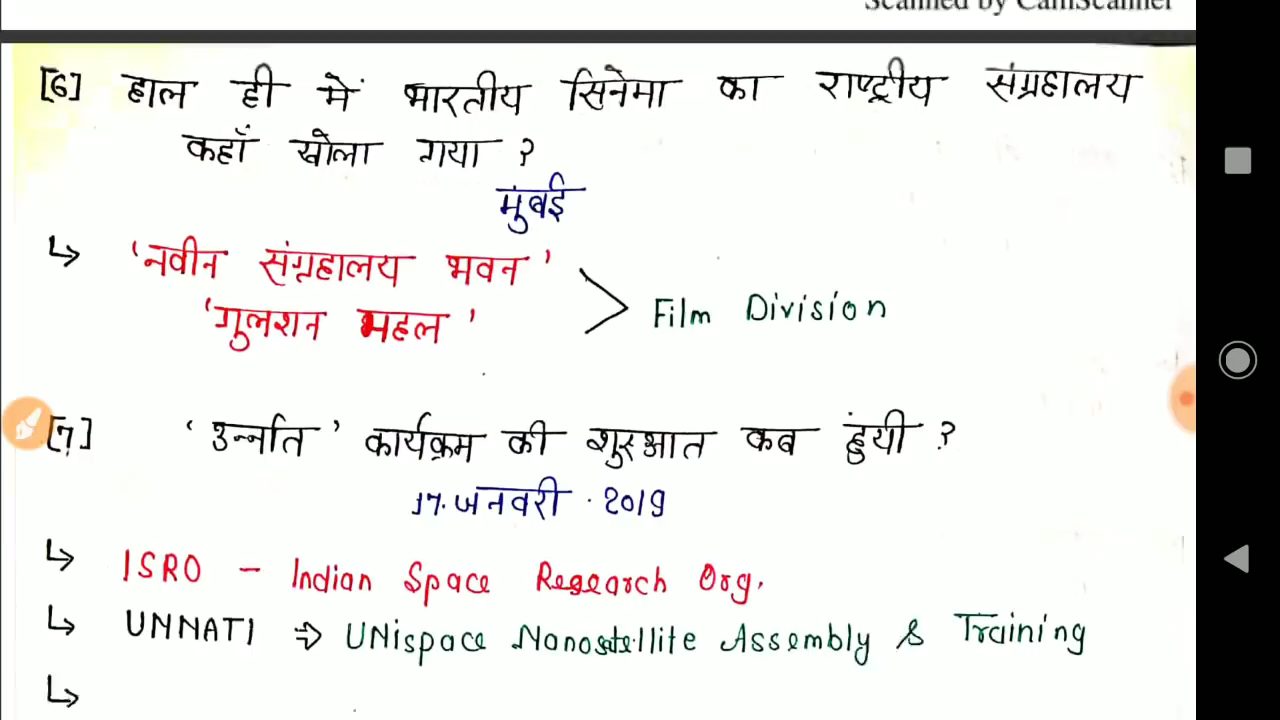 Scanned by CamScanner
[6] हाल ही में भारतीय सिनेमा का राष्ट्रीय संग्रहालय
कहाँ खोला गया ?
मुंबई
↳ 'नवीन संग्रहालय भवन'
'गुलशन महल'
> Film Division
[7] 'उन्नति' कार्यक्रम की शुरुआत कब हुयी ?
17.जनवरी.2019
↳ ISRO - Indian Space Research Org.
↳ UNNATI ⇒ UNispace Nanosatellite Assembly & Training
↳